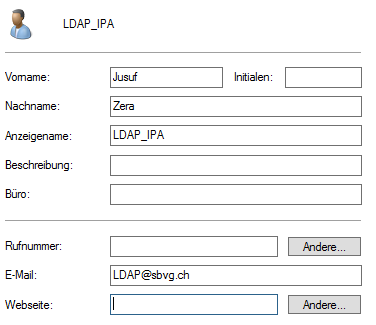 LDAP_IPA
Vorname: Jusuf Initialen:
Nachname: Zera
Anzeigename: LDAP_IPA
Beschreibung:
Büro:
Rufnummer: Andere...
E-Mail: LDAP@sbvg.ch
Webseite: Andere...